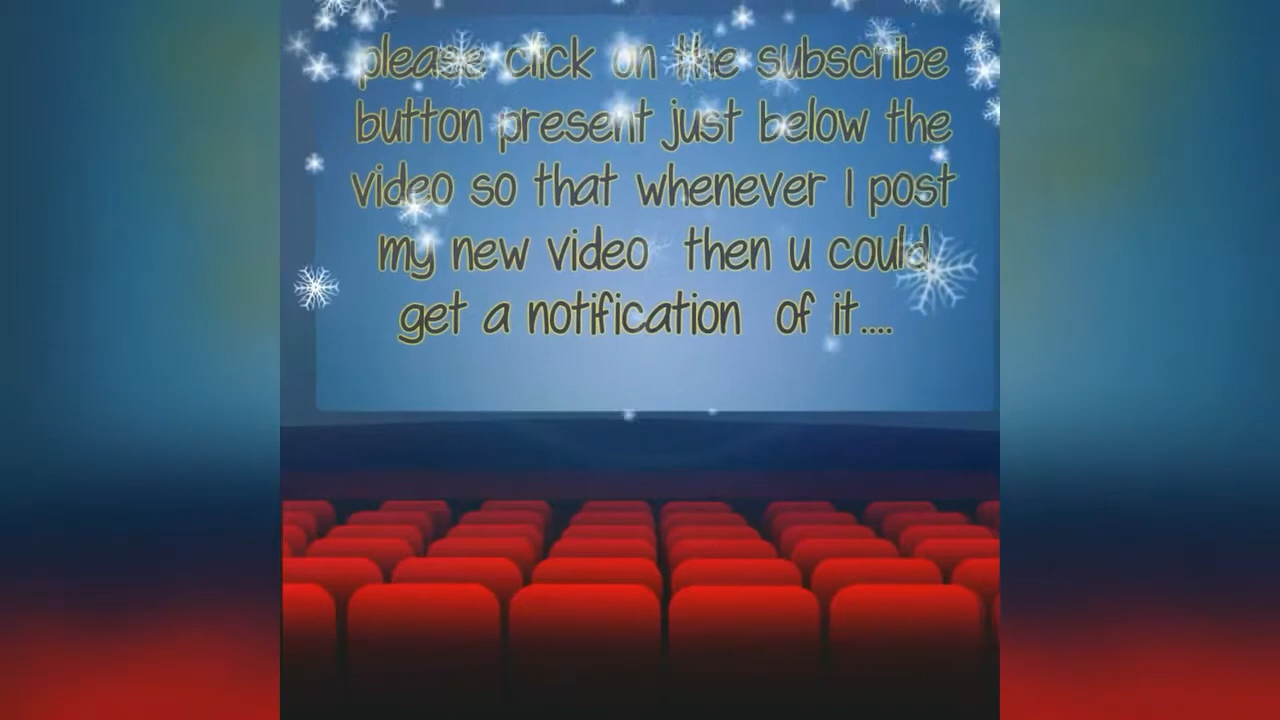 please click on the subscribe
button present just below the
video so that whenever I post
my new video then u could
get a notification of it....